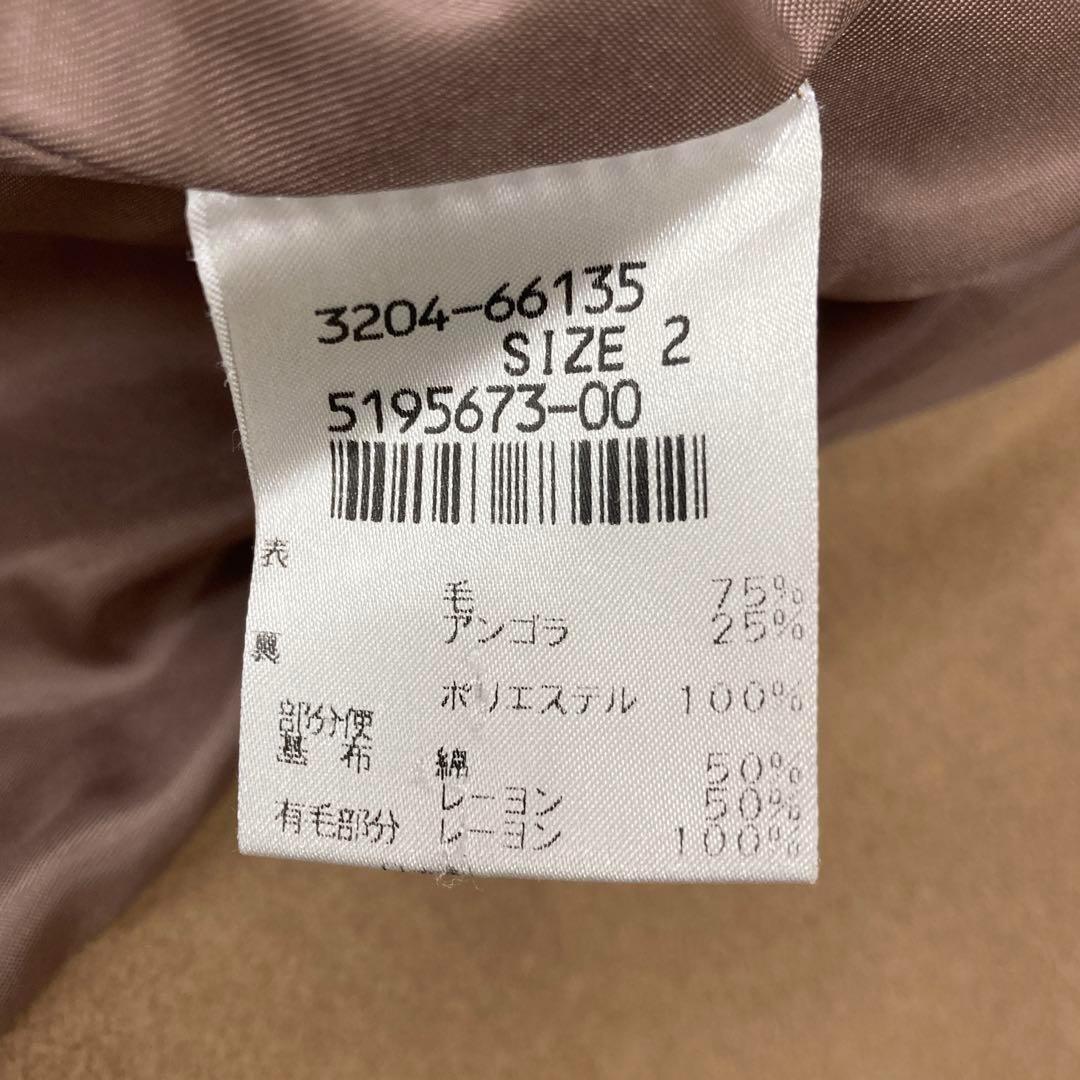 3204-66135
SIZE 2
5195673-00
表
毛 75%
アンゴラ 25%
裏
ポリエステル 100%
部分使
基布 綿 50%
レーヨン 50%
有毛部分 レーヨン 100%